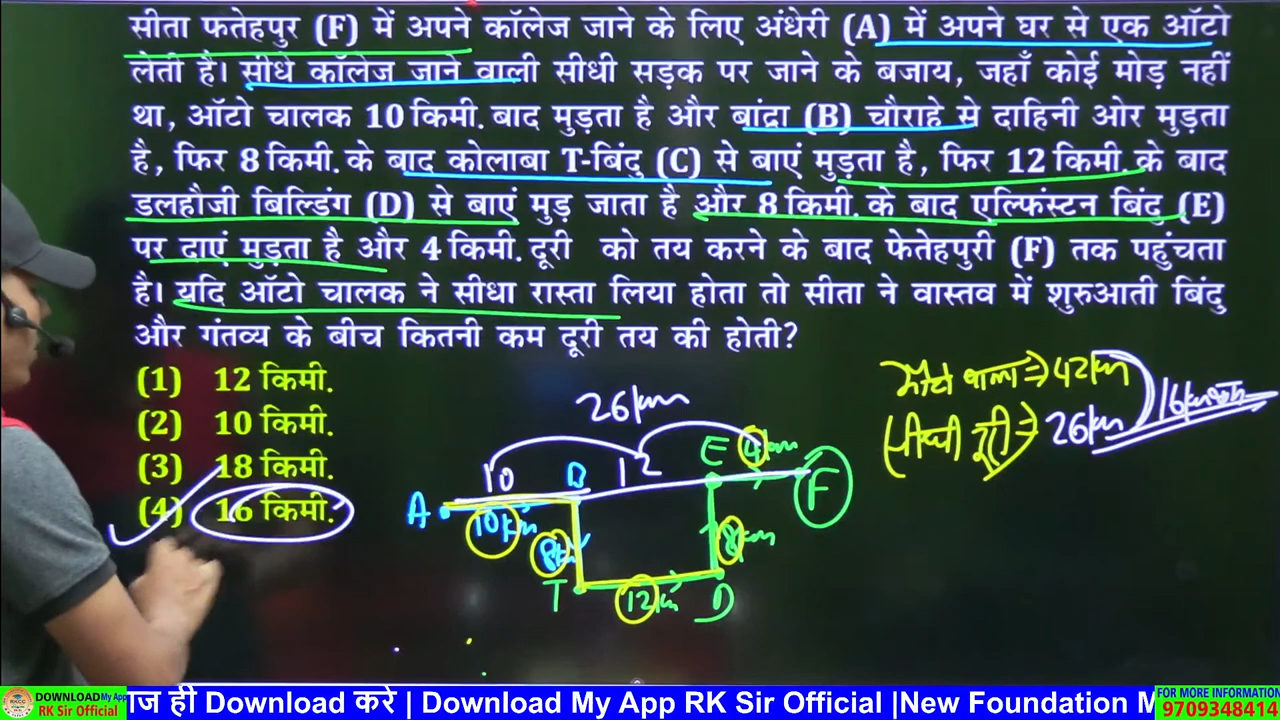 सीता फतेहपुर (F) में अपने कॉलेज जाने के लिए अंधेरी (A) में अपने घर से एक ऑटो
लेती है। सीधे कॉलेज जाने वाली सीधी सड़क पर जाने के बजाय, जहाँ कोई मोड़ नहीं
था, ऑटो चालक 10 किमी. बाद मुड़ता है और बांद्रा (B) चौराहे से दाहिनी ओर मुड़ता
है, फिर 8 किमी. के बाद कोलाबा T-बिंदु (C) से बाएं मुड़ता है, फिर 12 किमी. के बाद
डलहौजी बिल्डिंग (D) से बाएं मुड़ जाता है और 8 किमी. के बाद एल्फिंस्टन बिंदु (E)
पर दाएं मुड़ता है और 4 किमी. दूरी को तय करने के बाद फेतेहपुरी (F) तक पहुंचता
है। यदि ऑटो चालक ने सीधा रास्ता लिया होता तो सीता ने वास्तव में शुरुआती बिंदु
और गंतव्य के बीच कितनी कम दूरी तय की होती?
(1) 12 किमी.
(2) 10 किमी.
(3) 18 किमी.
(4) 16 किमी.
⇒ 42km
⇒ 26km
16km
26km
10 B 12 E 4km F
A 10km
8km 8km
T 12km D
DOWNLOAD My App
RK Sir Official
ज ही Download करे | Download My App RK Sir Official |New Foundation
FOR MORE INFORMATION
9709348414